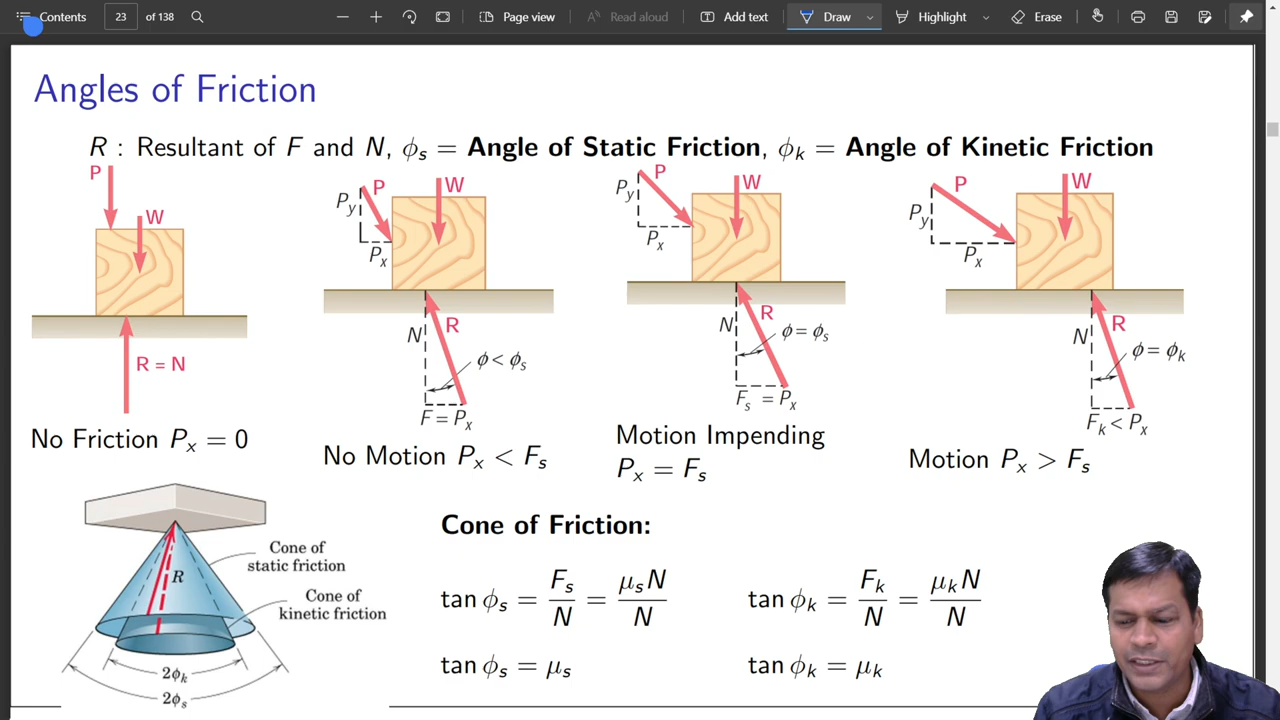 Contents
23
of 138
Page view
Read aloud
Add text
Draw
Highlight
Erase
Angles of Friction
R : Resultant of F and N, ϕs = Angle of Static Friction, ϕk = Angle of Kinetic Friction
P
W
R = N
No Friction Px = 0
Py
P
W
Px
N
R
ϕ < ϕs
F = Px
No Motion Px < Fs
Py
P
W
Px
N
R
ϕ = ϕs
Fs = Px
Motion Impending
Px = Fs
Py
P
W
Px
N
R
ϕ = ϕk
Fk < Px
Motion Px > Fs
R
Cone of
static friction
Cone of
kinetic friction
2ϕk
2ϕs
Cone of Friction:
tan ϕs = Fs/N = μsN/N
tan ϕk = Fk/N = μkN/N
tan ϕs = μs
tan ϕk = μk